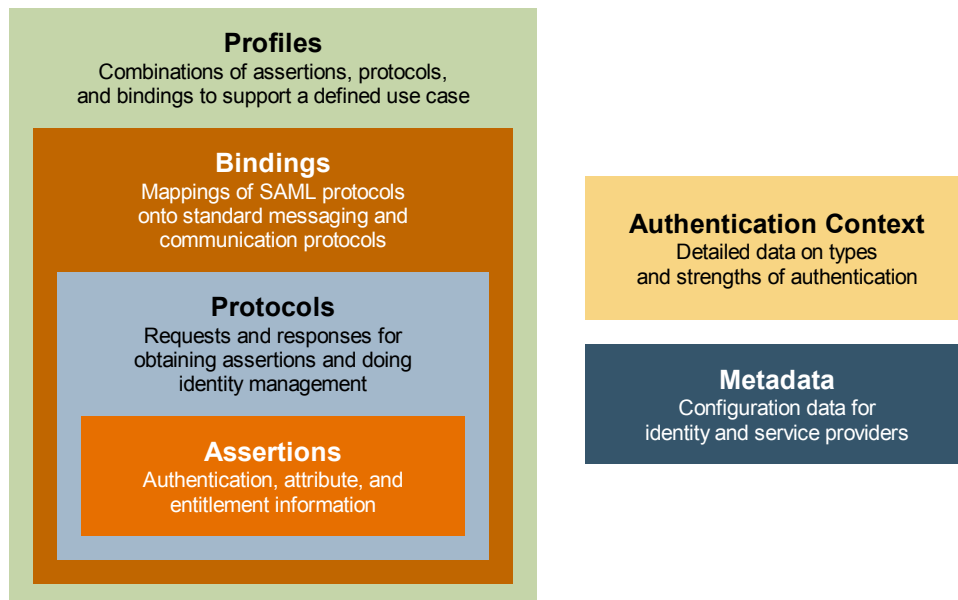 Profiles
Combinations of assertions, protocols,
and bindings to support a defined use case
Bindings
Mappings of SAML protocols
onto standard messaging and
communication protocols
Protocols
Requests and responses for
obtaining assertions and doing
identity management
Assertions
Authentication, attribute, and
entitlement information
Authentication Context
Detailed data on types
and strengths of authentication
Metadata
Configuration data for
identity and service providers